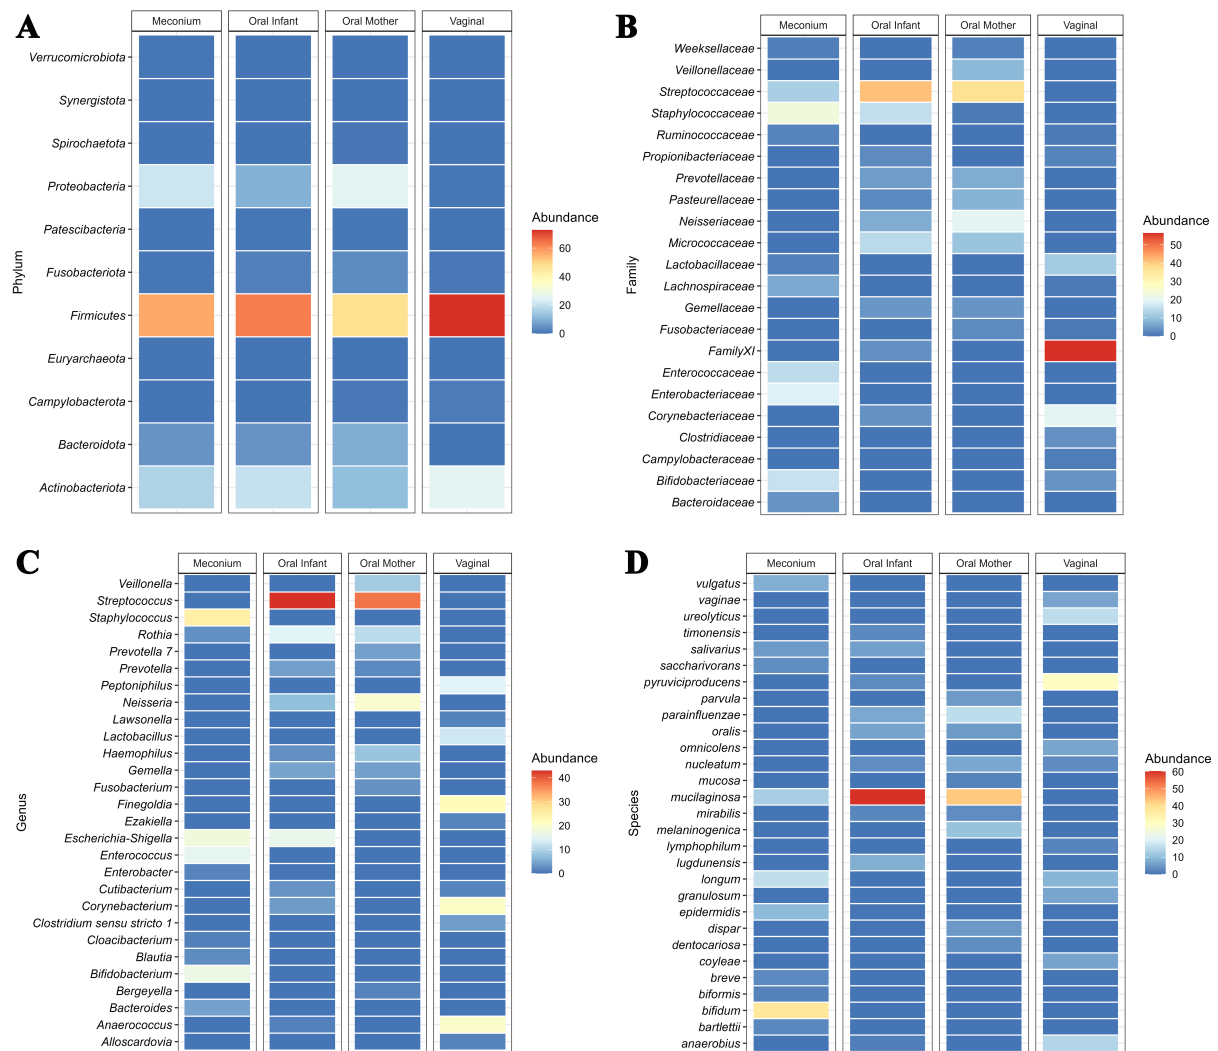 A
Meconium
Oral Infant
Oral Mother
Vaginal
Verrucomicrobiota
Synergistota
Spirochaetota
Proteobacteria
Patescibacteria
Fusobacteriota
Firmicutes
Euryarchaeota
Campylobacterota
Bacteroidota
Actinobacteriota
Phylum
Abundance
60
40
20
0
B
Meconium
Oral Infant
Oral Mother
Vaginal
Weeksellaceae
Veillonellaceae
Streptococcaceae
Staphylococcaceae
Ruminococcaceae
Propionibacteriaceae
Prevotellaceae
Pasteurellaceae
Neisseriaceae
Micrococcaceae
Lactobacillaceae
Lachnospiraceae
Gemellaceae
Fusobacteriaceae
FamilyXI
Enterococcaceae
Enterobacteriaceae
Corynebacteriaceae
Clostridiaceae
Campylobacteraceae
Bifidobacteriaceae
Bacteroidaceae
Family
Abundance
50
40
30
20
10
0
C
Meconium
Oral Infant
Oral Mother
Vaginal
Veillonella
Streptococcus
Staphylococcus
Rothia
Prevotella 7
Prevotella
Peptoniphilus
Neisseria
Lawsonella
Lactobacillus
Haemophilus
Gemella
Fusobacterium
Finegoldia
Ezakiella
Escherichia-Shigella
Enterococcus
Enterobacter
Cutibacterium
Corynebacterium
Clostridium sensu stricto 1
Cloacibacterium
Blautia
Bifidobacterium
Bergeyella
Bacteroides
Anaerococcus
Alloscardovia
Genus
Abundance
40
30
20
10
0
D
Meconium
Oral Infant
Oral Mother
Vaginal
vulgatus
vaginae
ureolyticus
timonensis
salivarius
saccharivorans
pyruviciproducens
parvula
parainfluenzae
oralis
omnicolens
nucleatum
mucosa
mucilaginosa
mirabilis
melaninogenica
lymphophilum
lugdunensis
longum
granulosum
epidermidis
dispar
dentocariosa
coyleae
breve
biformis
bifidum
bartlettii
anaerobius
Species
Abundance
60
50
40
30
20
10
0